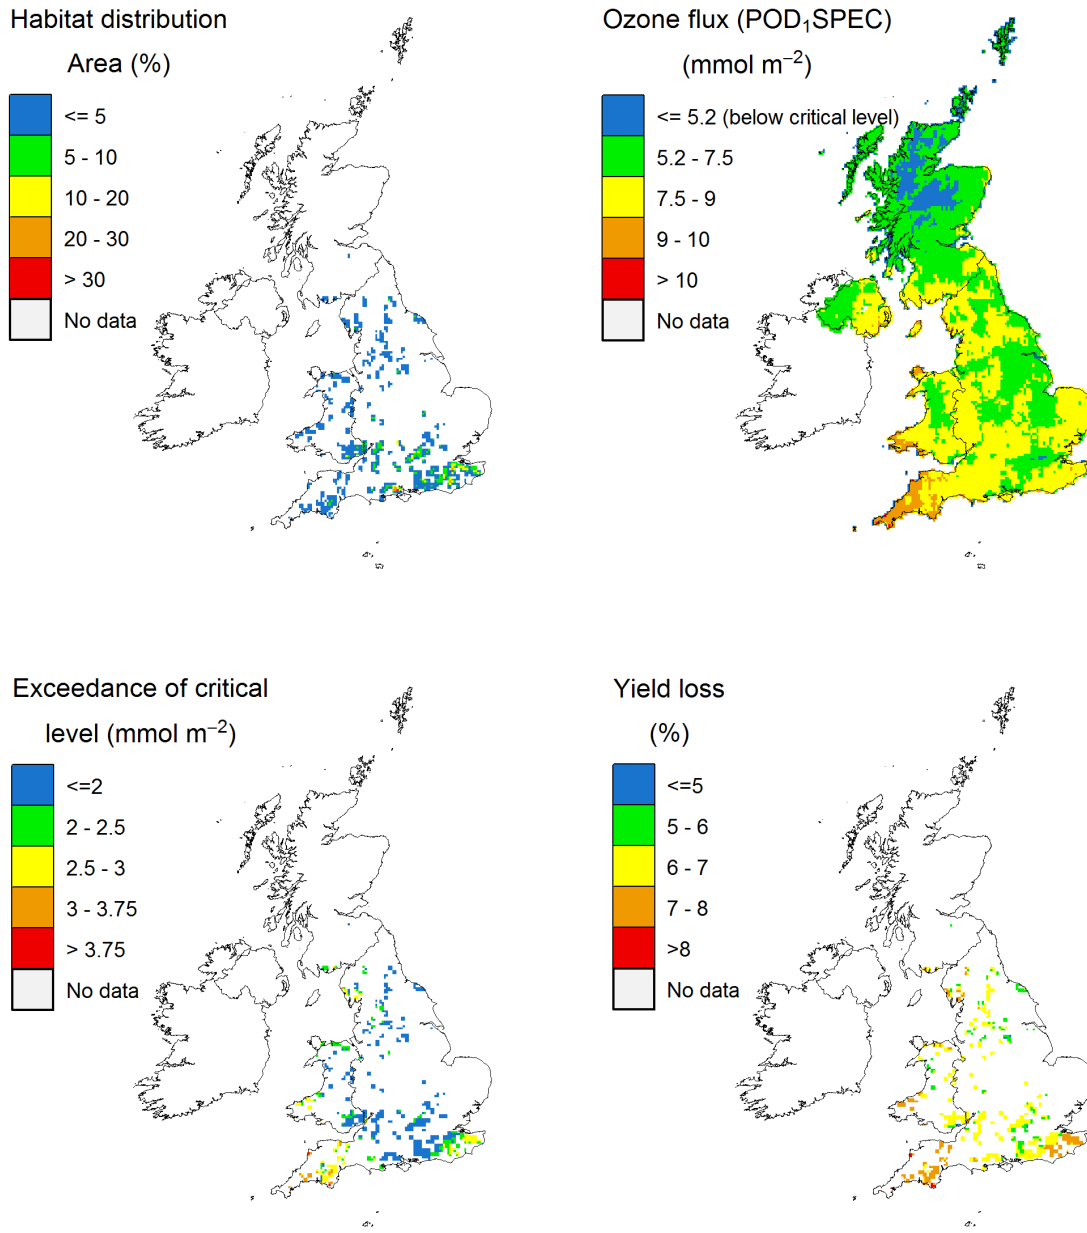 Habitat distribution
Area (%)
<= 5
5 - 10
10 - 20
20 - 30
> 30
No data
Ozone flux (POD₁SPEC)
(mmol m⁻²)
<= 5.2 (below critical level)
5.2 - 7.5
7.5 - 9
9 - 10
> 10
No data
Exceedance of critical
level (mmol m⁻²)
<=2
2 - 2.5
2.5 - 3
3 - 3.75
> 3.75
No data
Yield loss
(%)
<=5
5 - 6
6 - 7
7 - 8
>8
No data